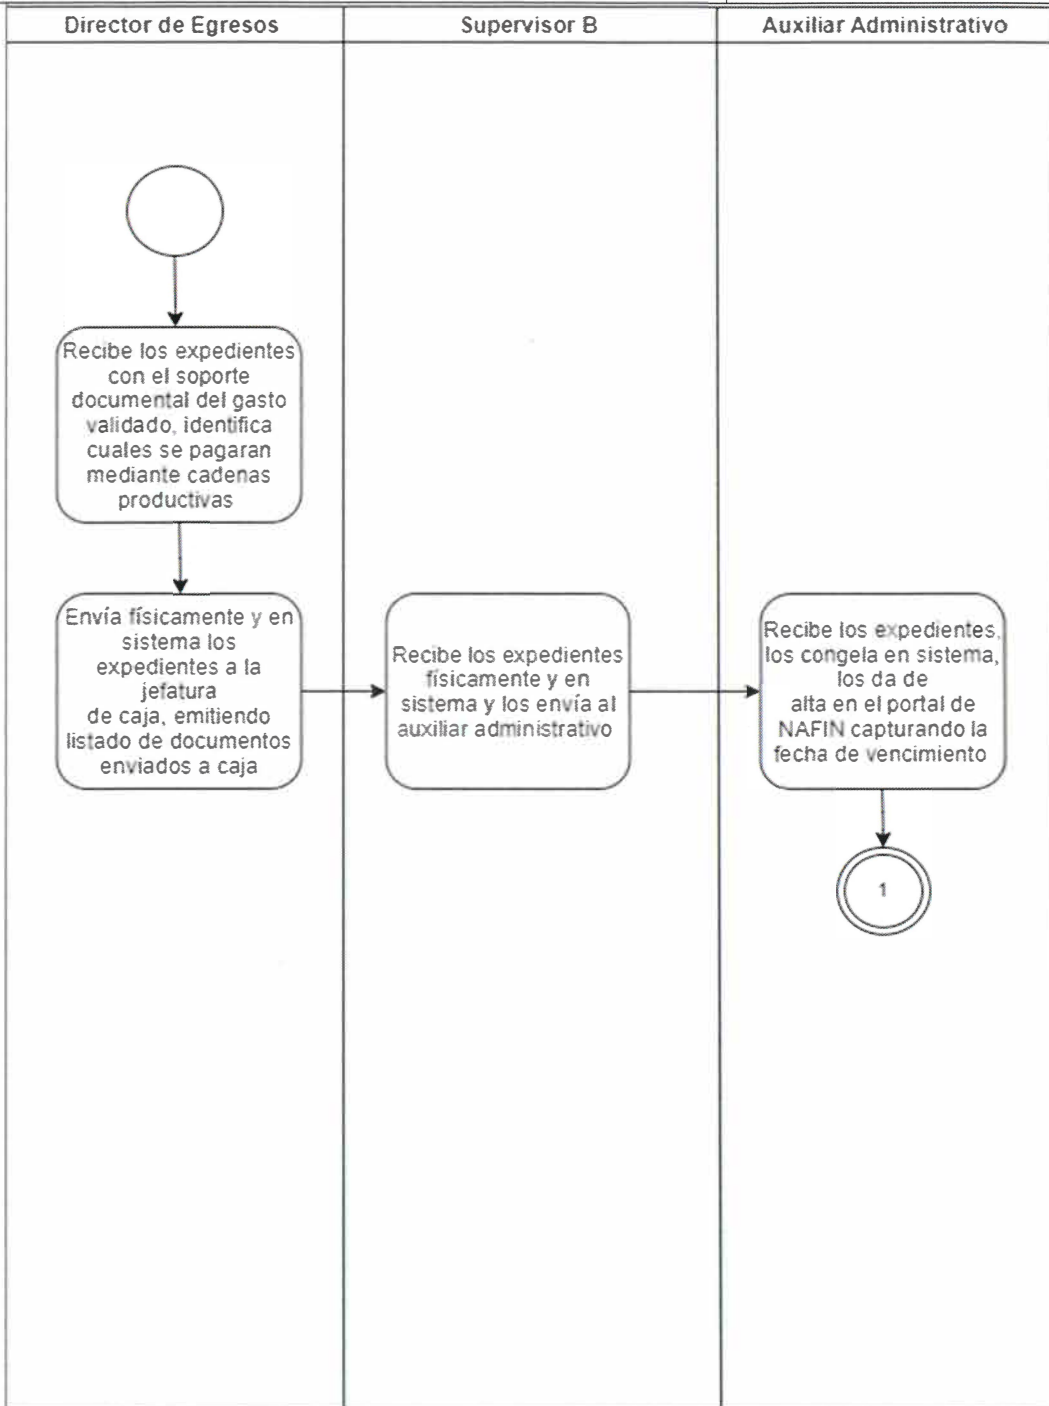 Director de Egresos
Supervisor B
Auxiliar Administrativo
Recibe los expedientes
con el soporte
documental del gasto
validado, identifica
cuales se pagaran
mediante cadenas
productivas
Envía físicamente y en
sistema los
expedientes a la
jefatura
de caja, emitiendo
listado de documentos
enviados a caja
Recibe los expedientes
físicamente y en
sistema y los envía al
auxiliar administrativo
Recibe los expedientes,
los congela en sistema,
los da de
alta en el portal de
NAFIN capturando la
fecha de vencimiento
1